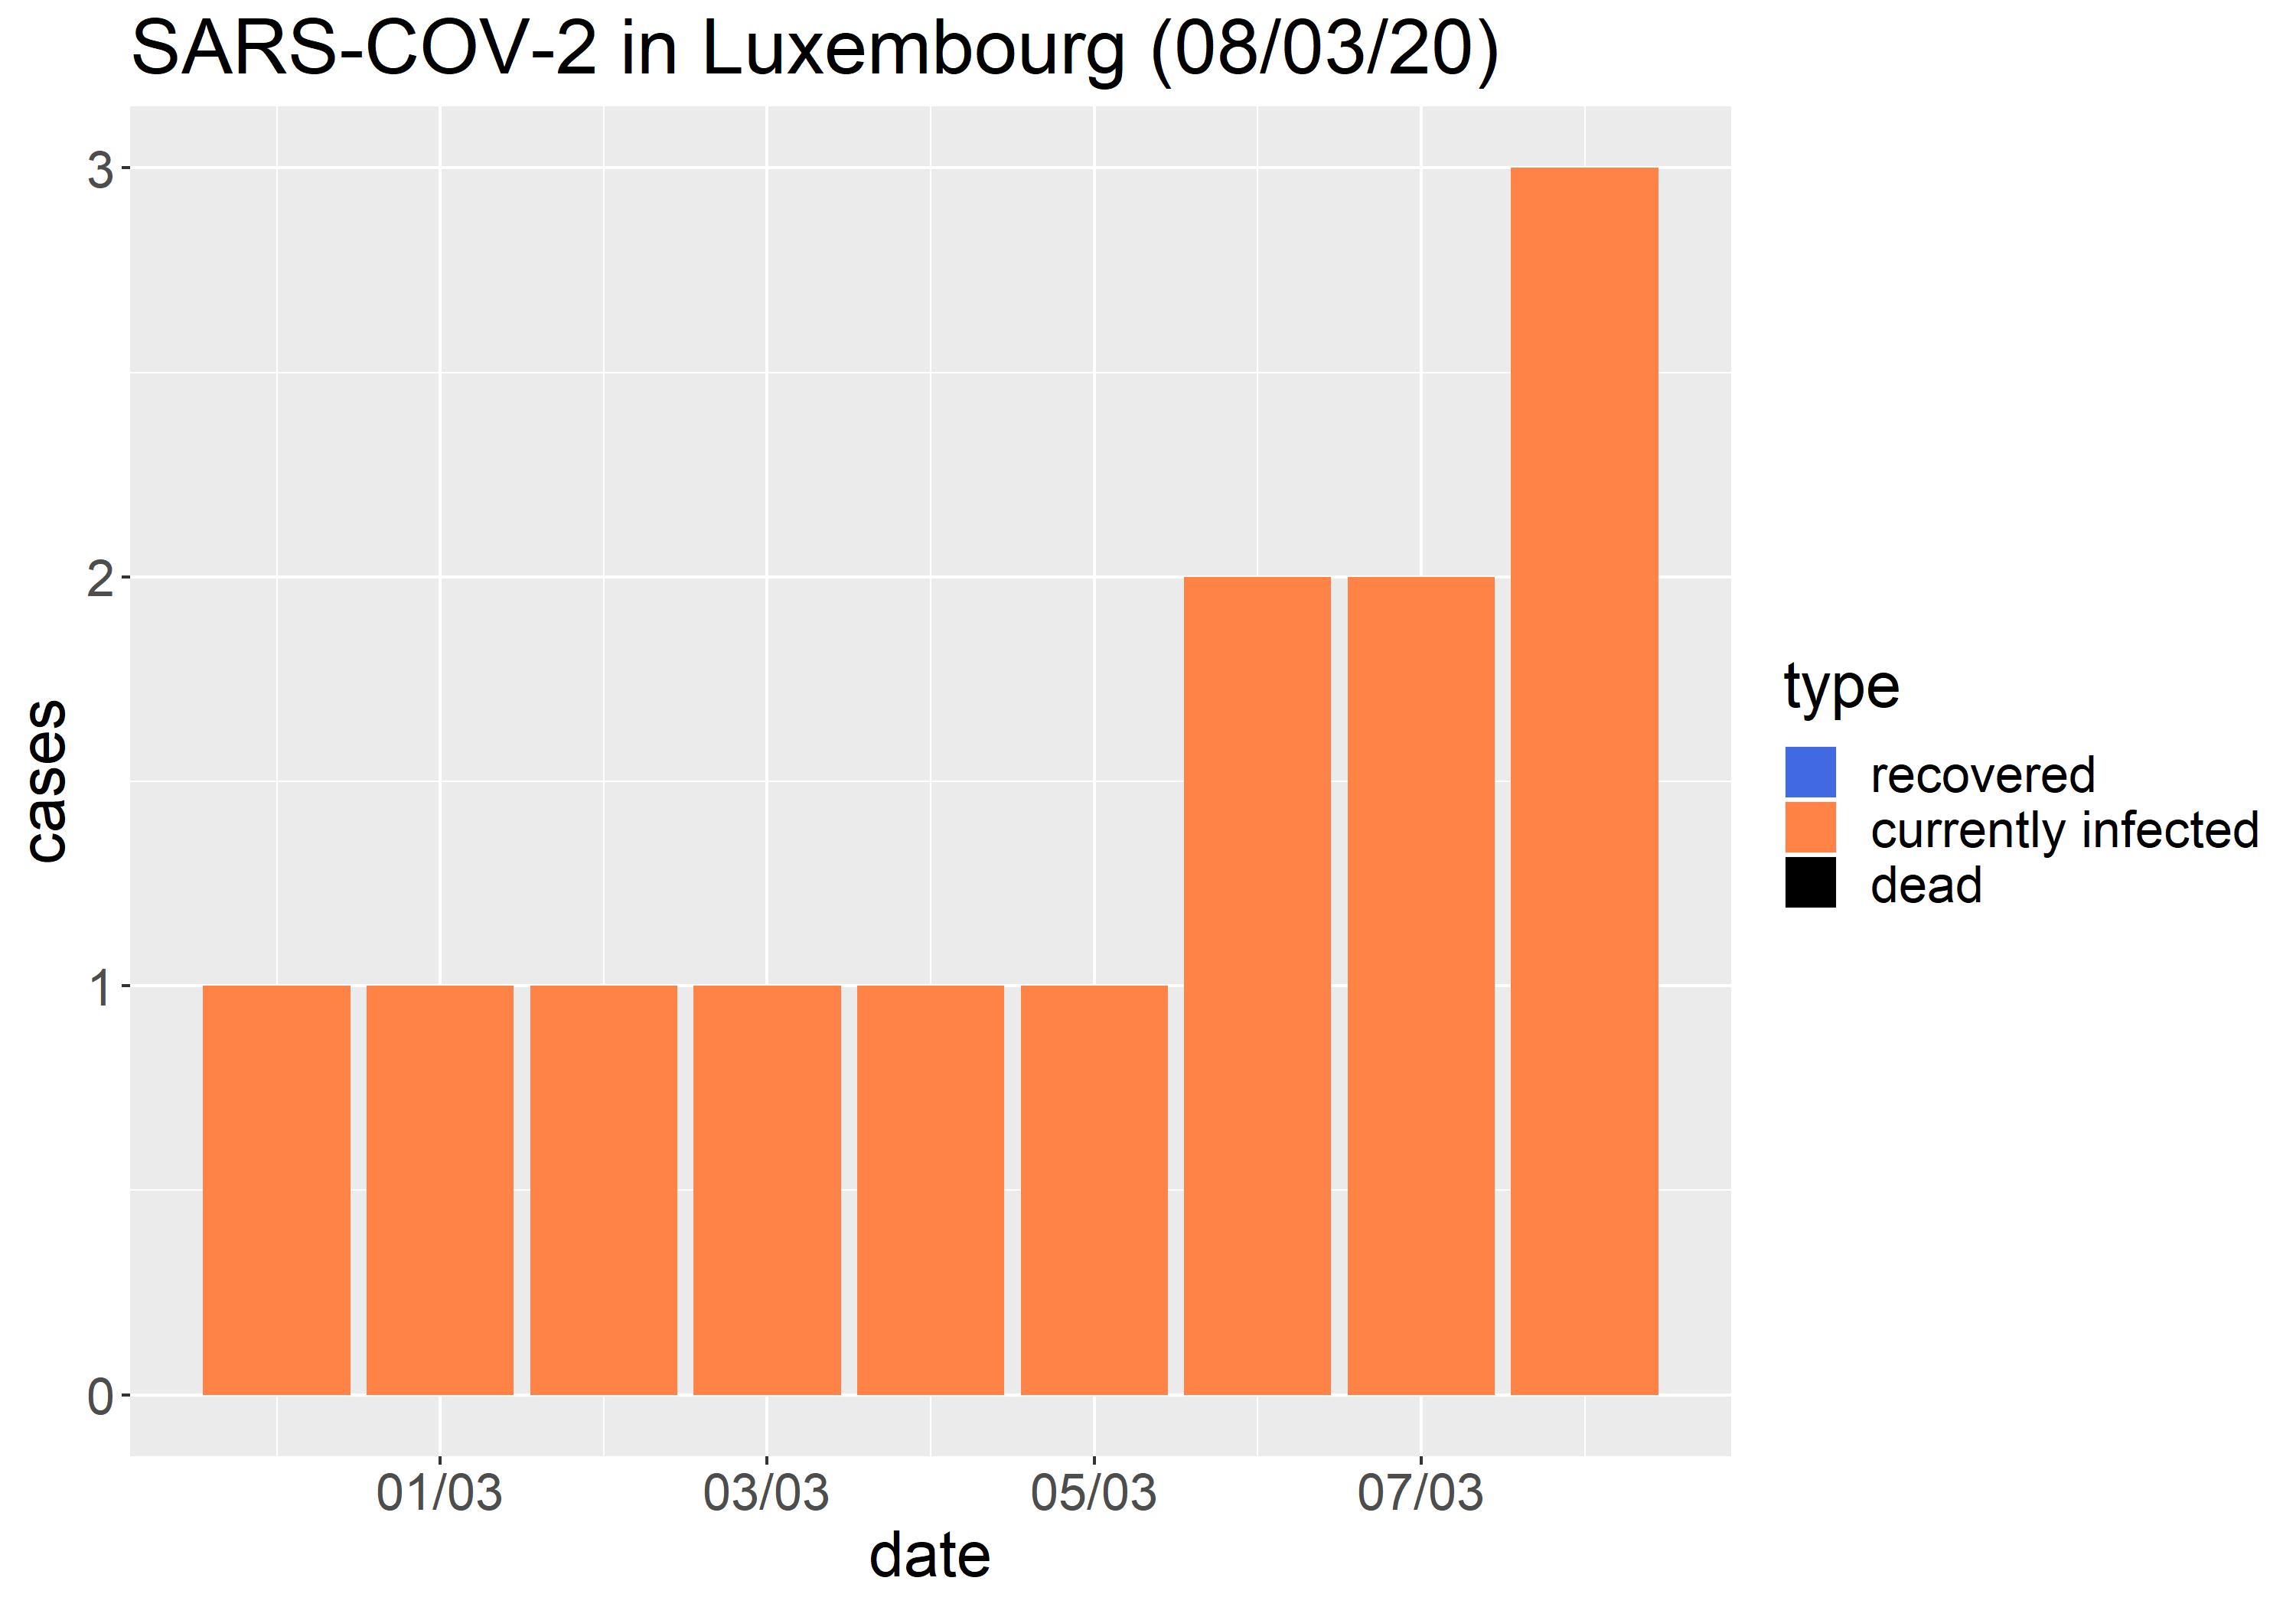 SARS-COV-2 in Luxembourg (08/03/20)
3
2
1
0
cases
01/03 03/03 05/03 07/03
date
type
recovered
currently infected
dead